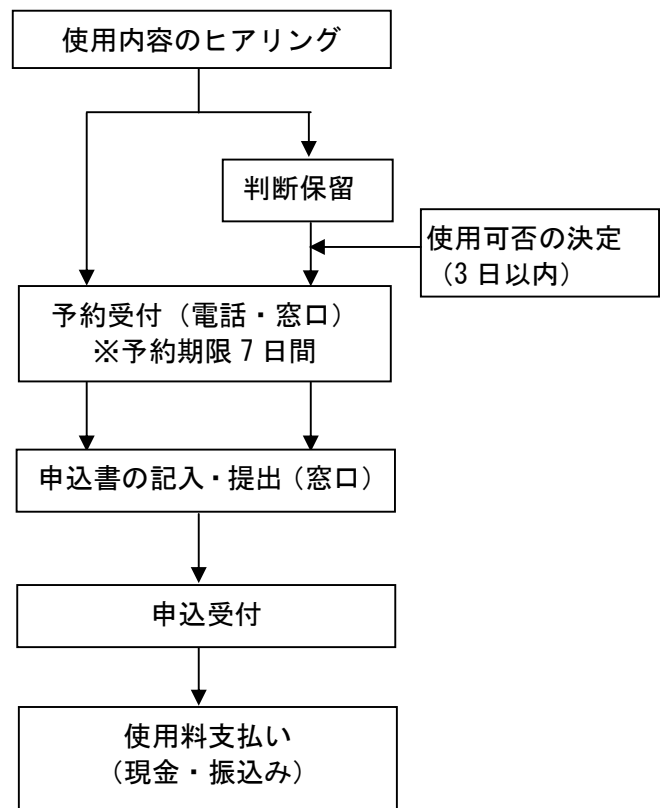 使用内容のヒアリング
判断保留
使用可否の決定
（3日以内）
予約受付（電話・窓口）
※予約期限7日間
申込書の記入・提出（窓口）
申込受付
使用料支払い
（現金・振込み）